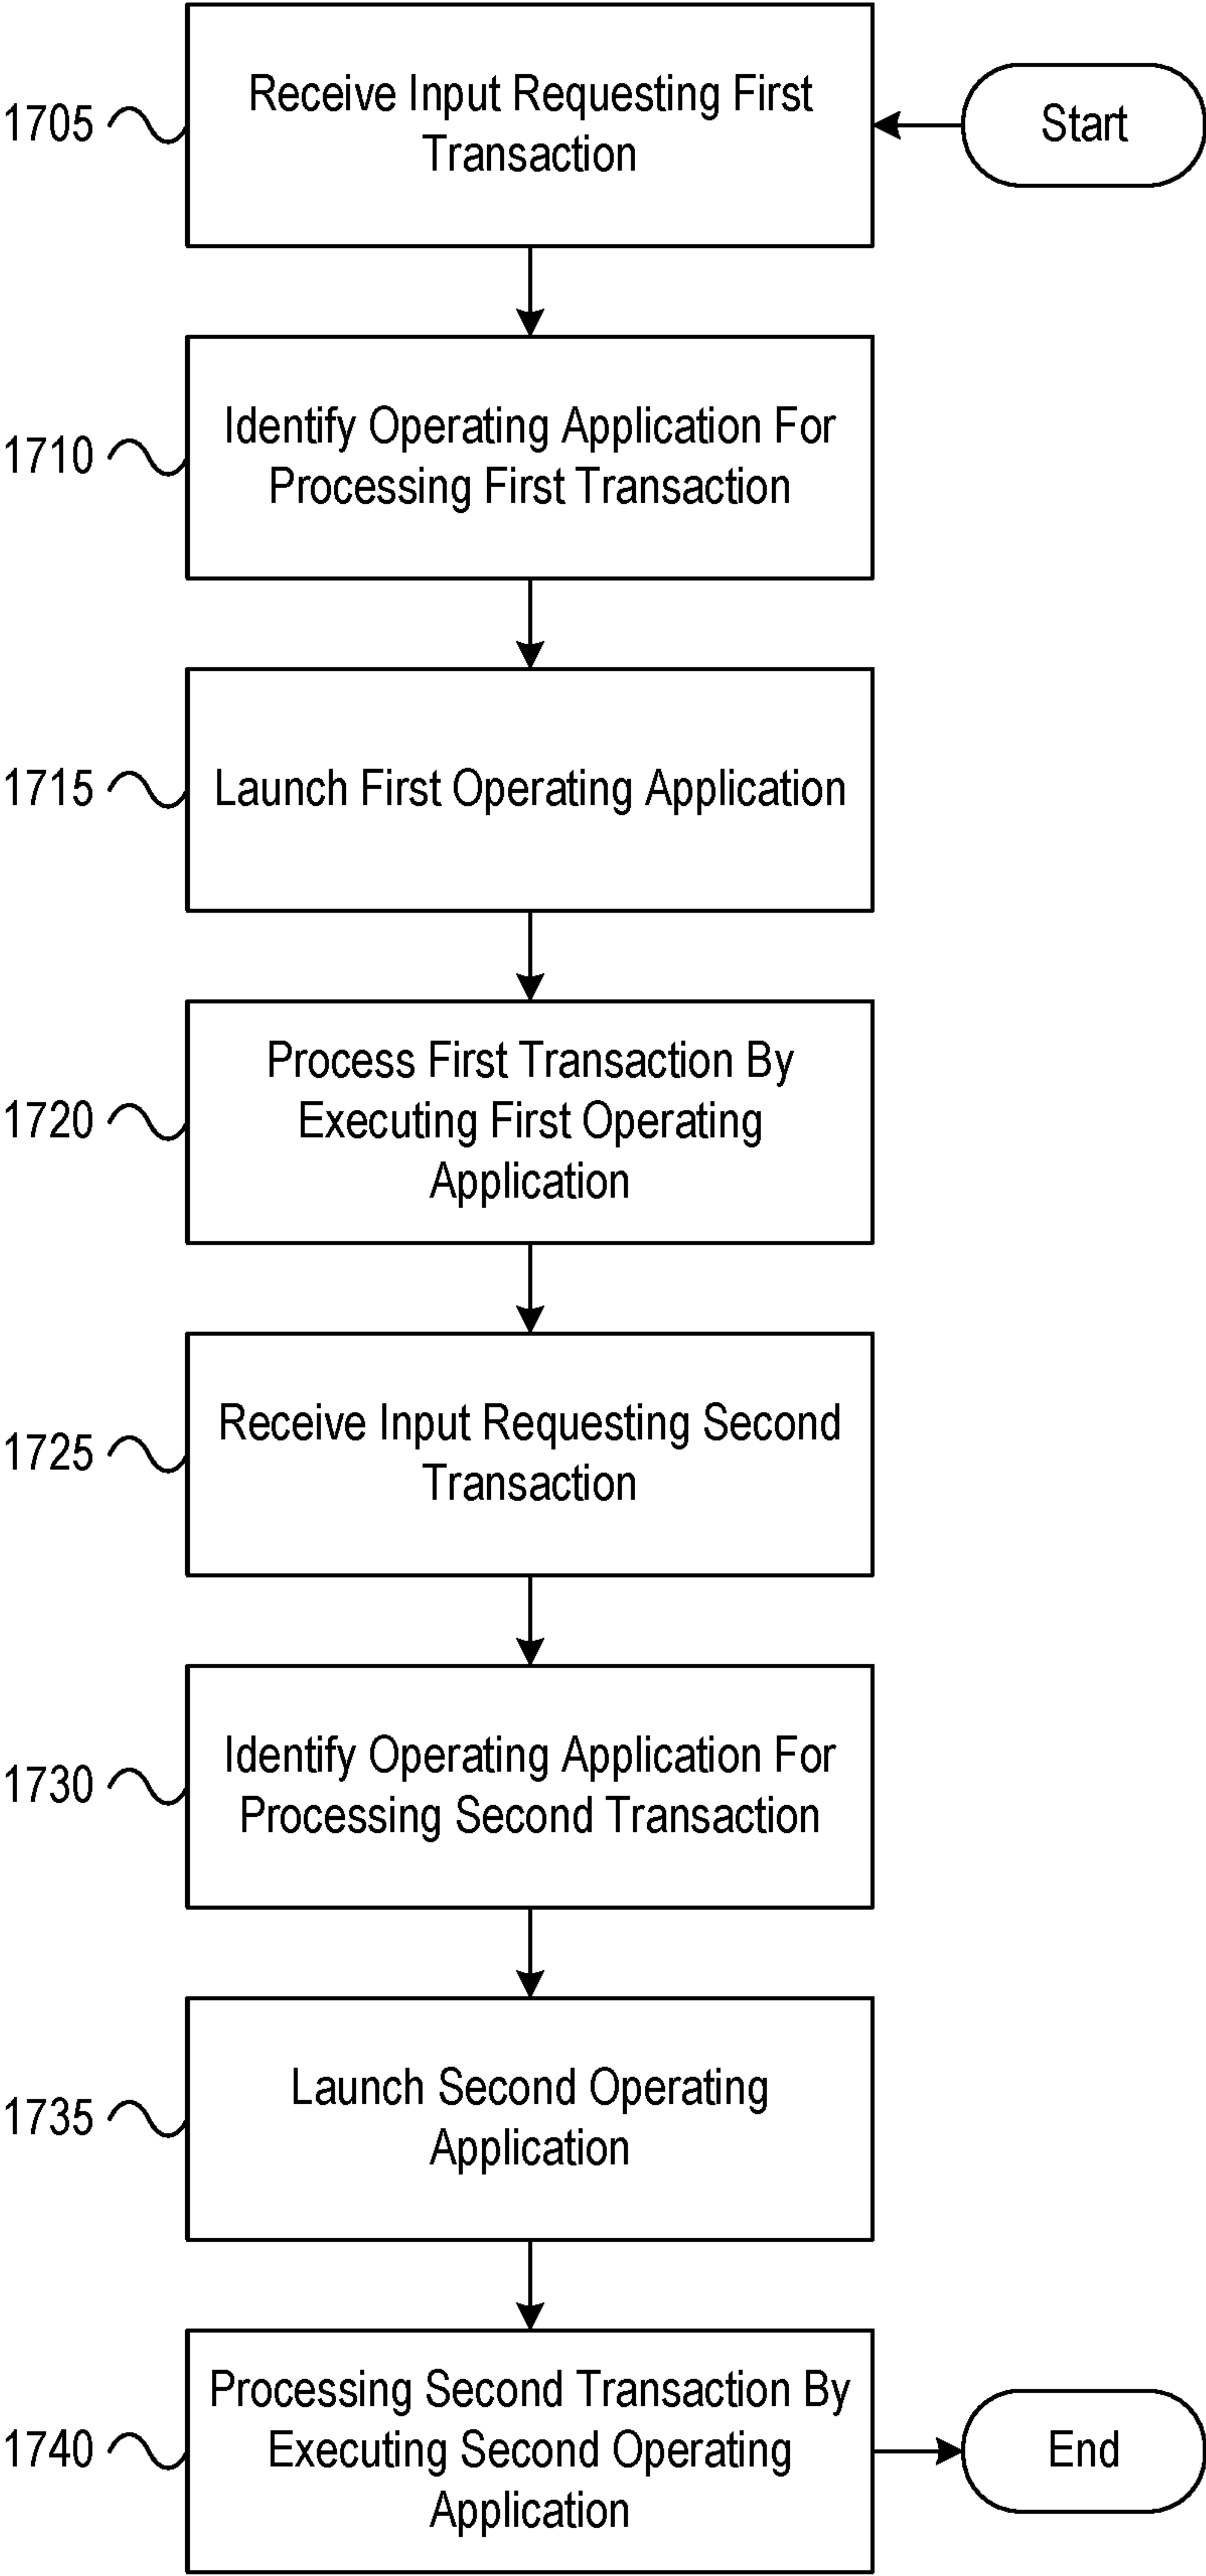 Start
1705
Receive Input Requesting First
Transaction
1710
Identify Operating Application For
Processing First Transaction
1715
Launch First Operating Application
1720
Process First Transaction By
Executing First Operating
Application
1725
Receive Input Requesting Second
Transaction
1730
Identify Operating Application For
Processing Second Transaction
1735
Launch Second Operating
Application
1740
Processing Second Transaction By
Executing Second Operating
Application
End